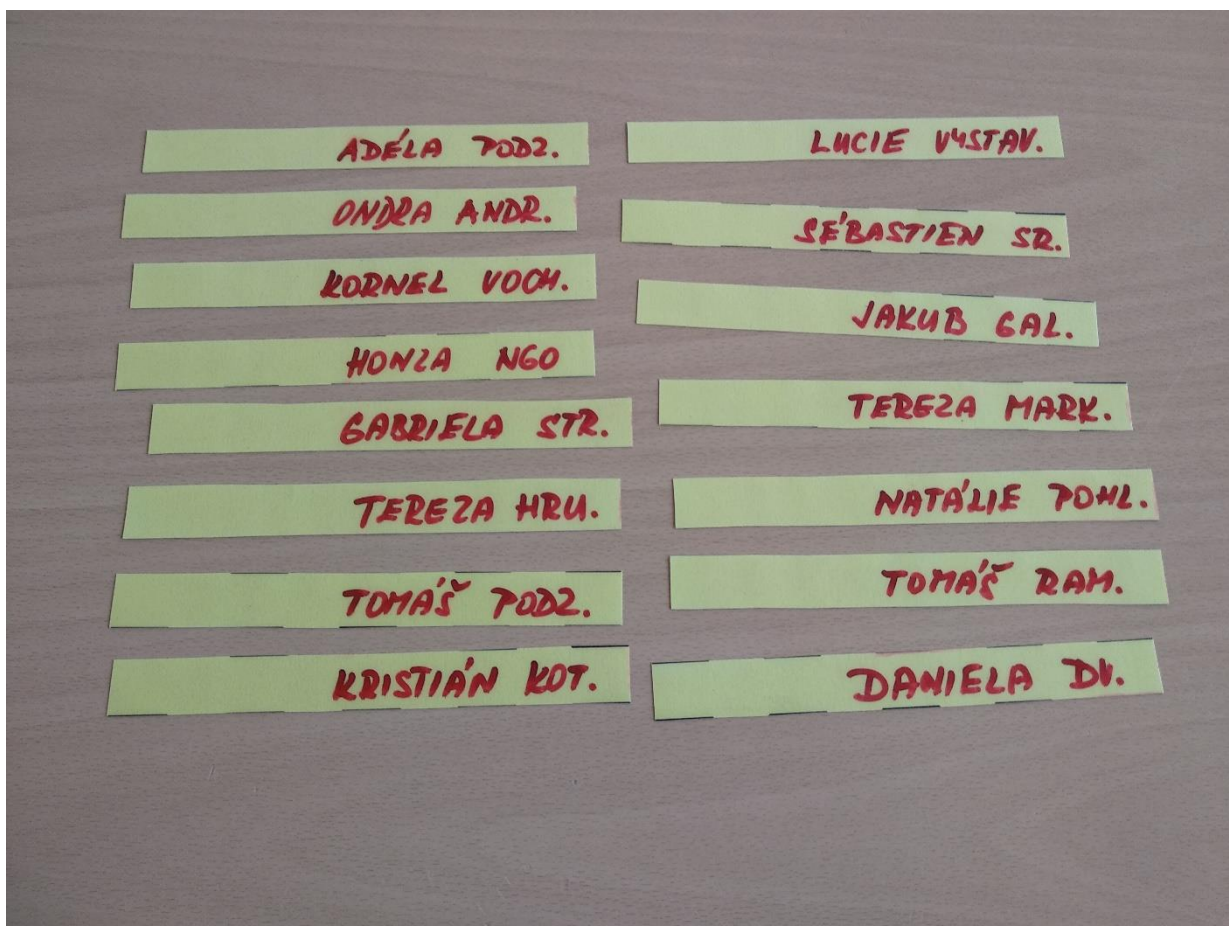 ADÉLA PODZ.
ONDRA ANDR.
KORNEL VOCH.
HONZA NGO
GABRIELA STR.
TEREZA HRU.
TOMÁŠ PODZ.
KRISTIÁN KOT.
LUCIE VYSTAV.
SÉBASTIEN SR.
JAKUB GAL.
TEREZA MARK.
NATÁLIE POHL.
TOMÁŠ RAM.
DANIELA DV.